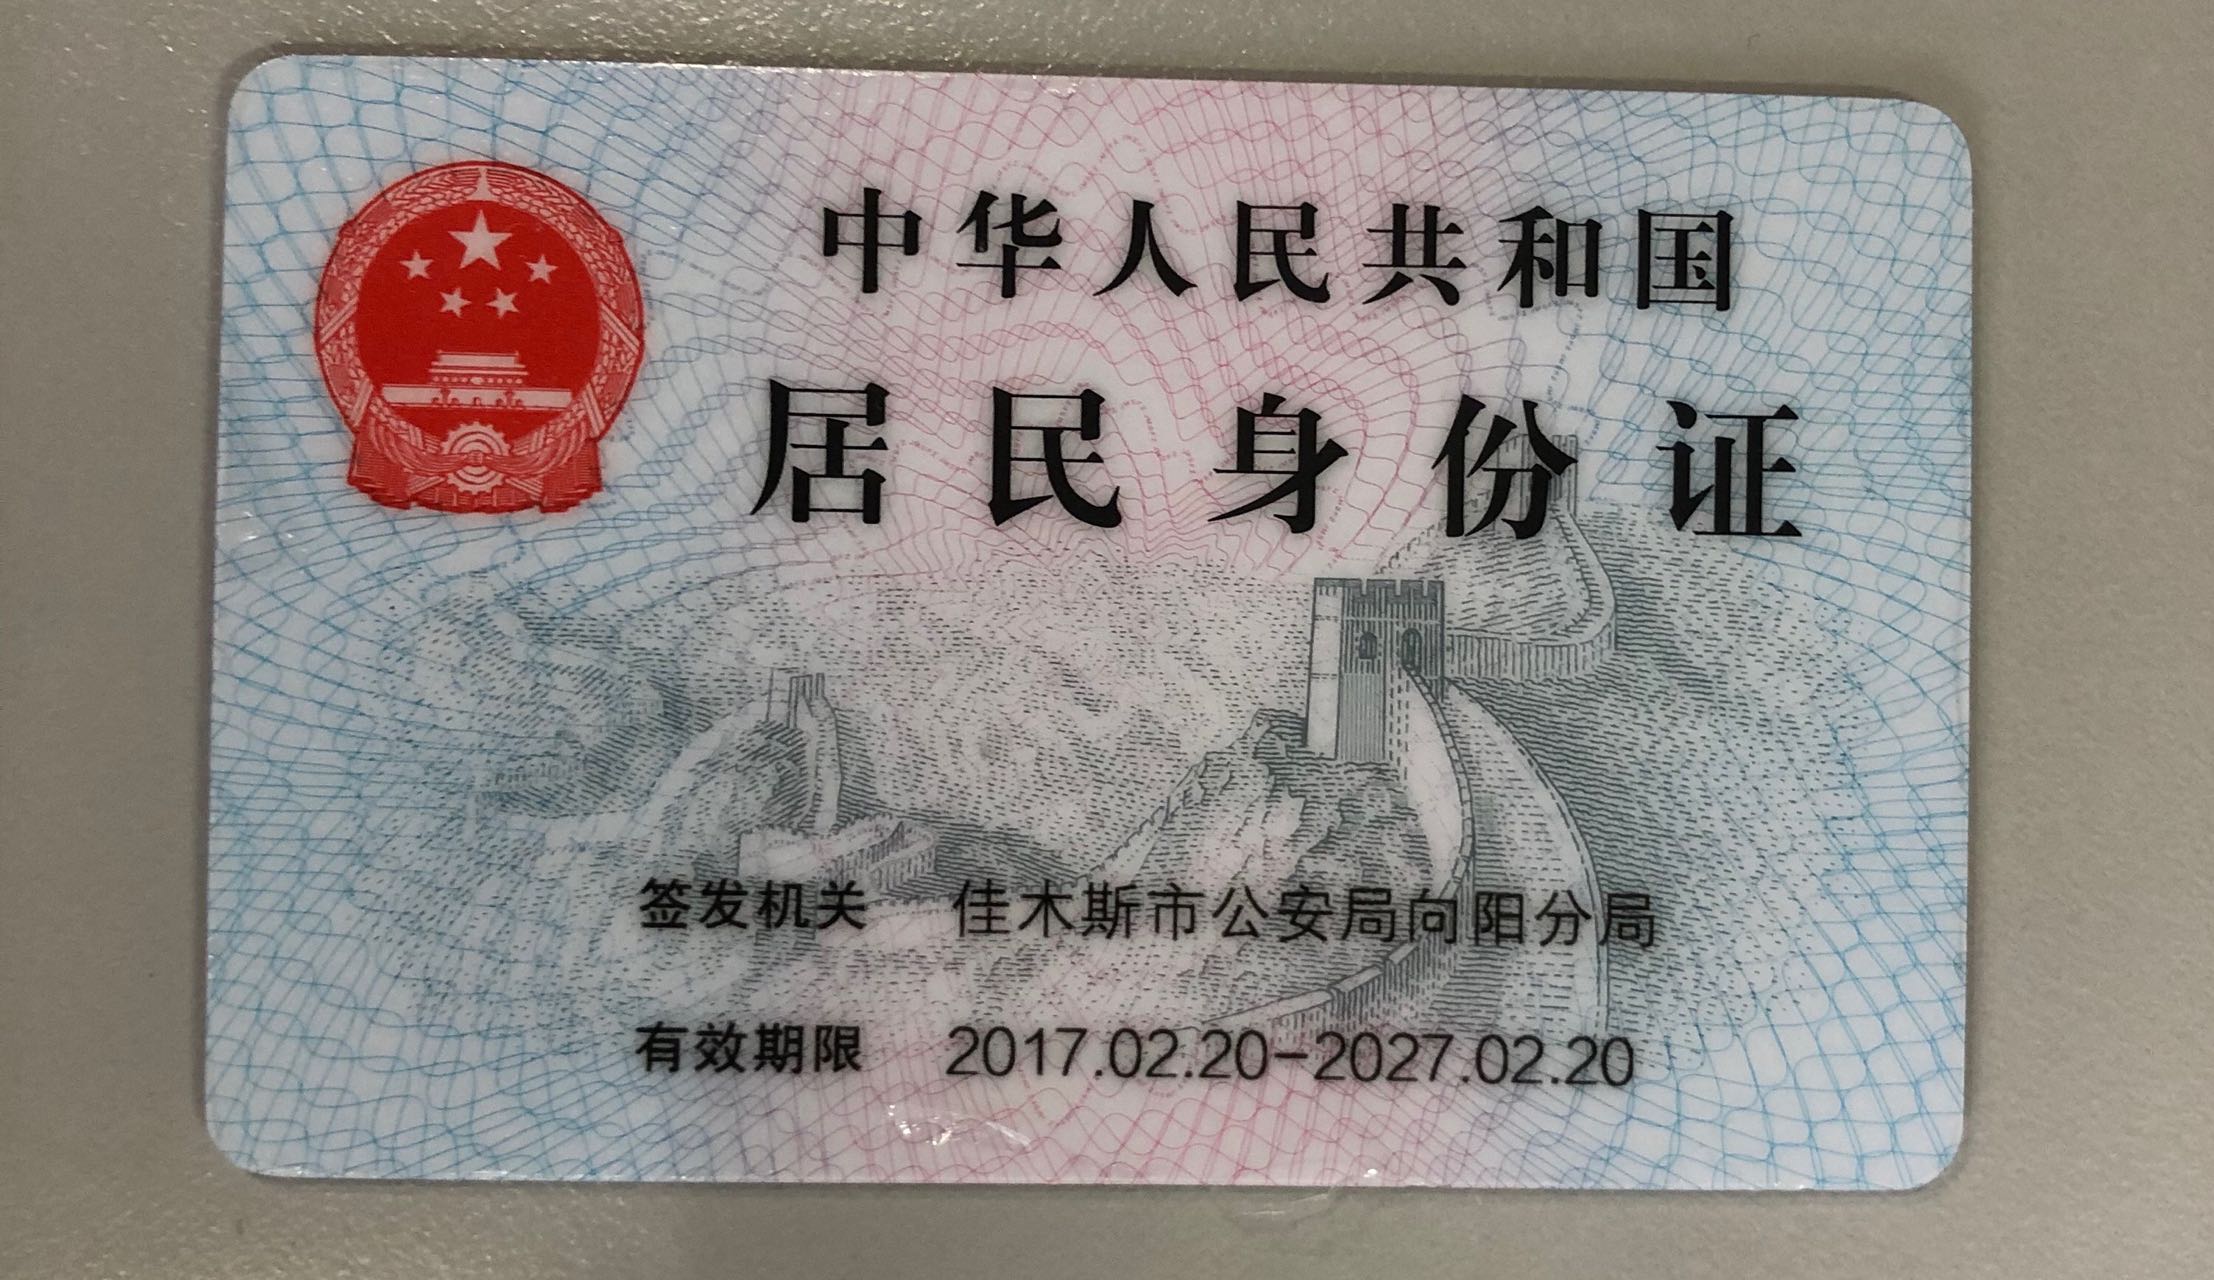 中华人民共和国
居民身份证
签发机关 佳木斯市公安局向阳分局
有效期限 2017.02.20-2027.02.20